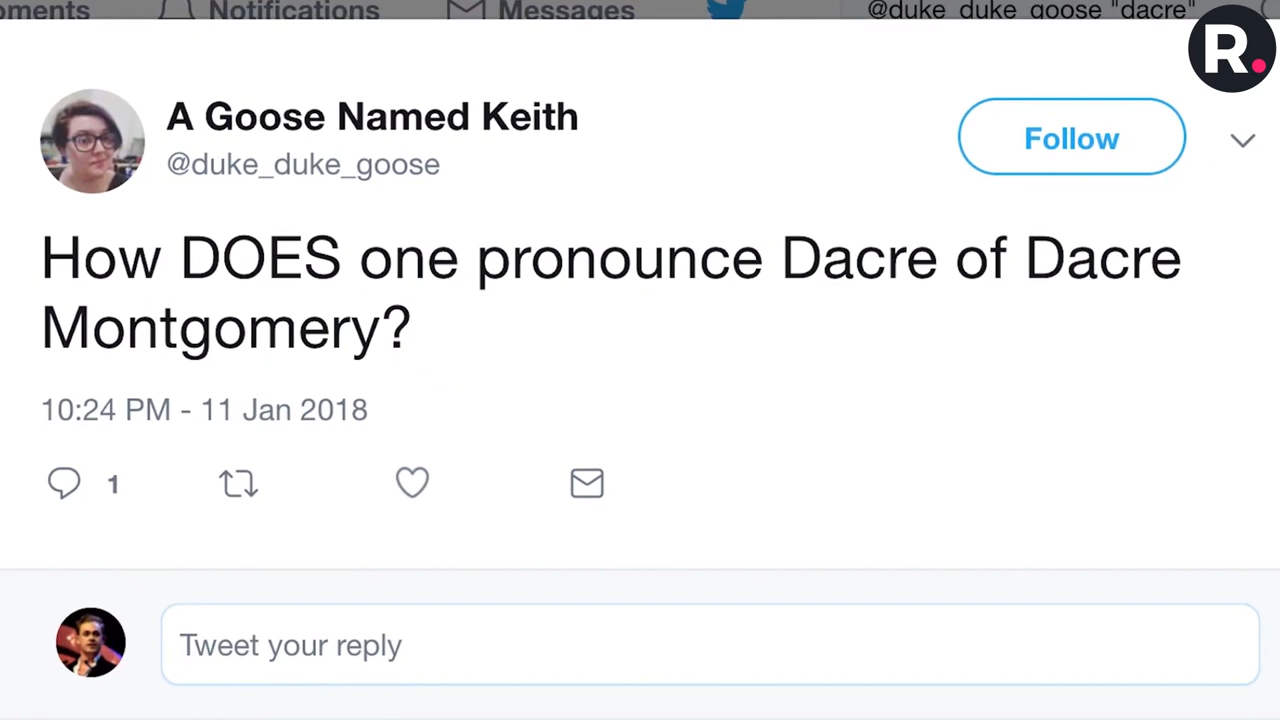 oments Notifications Messages @duke_duke_goose "dacre"
R.
A Goose Named Keith
@duke_duke_goose
Follow
How DOES one pronounce Dacre of Dacre
Montgomery?
10:24 PM - 11 Jan 2018
1
Tweet your reply